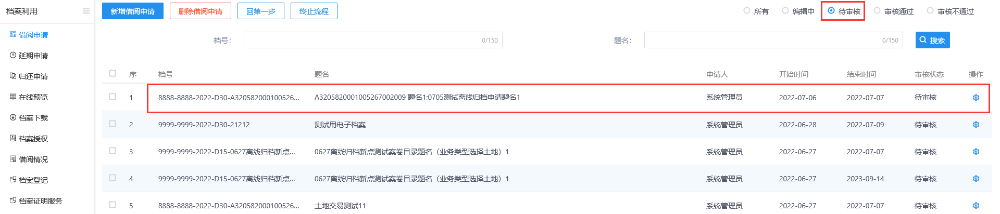 档案利用
借阅申请
延期申请
归还申请
在线预览
档案下载
档案授权
借阅情况
档案登记
档案证明服务
新增借阅申请 删除借阅申请 回第一步 终止流程 所有 编辑中 待审核 审核通过 审核不通过
档号： 0/150 题名： 0/150 搜索
序 档号 题名 申请人 开始时间 结束时间 审核状态 操作
1 8888-8888-2022-D30-A320582000100526... A3205820001005267002009 题名1;0705测试离线归档申请题名1 系统管理员 2022-07-06 2022-07-07 待审核
2 9999-9999-2022-D30-21212 测试用电子档案 系统管理员 2022-06-28 2022-07-09 待审核
3 9999-9999-2022-D15-0627离线归档新点... 0627离线归档新点测试案卷目录题名（业务类型选择土地）1 系统管理员 2022-06-27 2022-07-07 待审核
4 9999-9999-2022-D15-0627离线归档新点... 0627离线归档新点测试案卷目录题名（业务类型选择土地）1 系统管理员 2022-06-27 2023-09-14 待审核
5 8888-8888-2022-D30-A320582000100526... 土地交易测试11 系统管理员 2022-06-27 2022-07-07 待审核